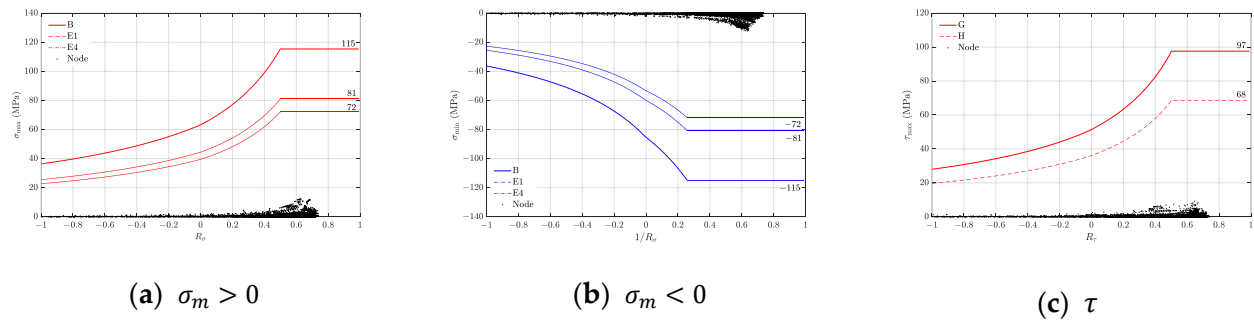 140
120
100
80
60
40
20
0
σmax (MPa)
B
E1
E4
Node
115
81
72
−1 −0.8 −0.6 −0.4 −0.2 0 0.2 0.4 0.6 0.8 1
Rσ
(a) σm > 0
0
−20
−40
−60
−80
−100
−120
−140
σmin (MPa)
B
E1
E4
Node
−72
−81
−115
−1 −0.8 −0.6 −0.4 −0.2 0 0.2 0.4 0.6 0.8 1
1/Rσ
(b) σm < 0
120
100
80
60
40
20
0
τmax (MPa)
G
H
Node
97
68
−1 −0.8 −0.6 −0.4 −0.2 0 0.2 0.4 0.6 0.8 1
Rτ
(c) τ